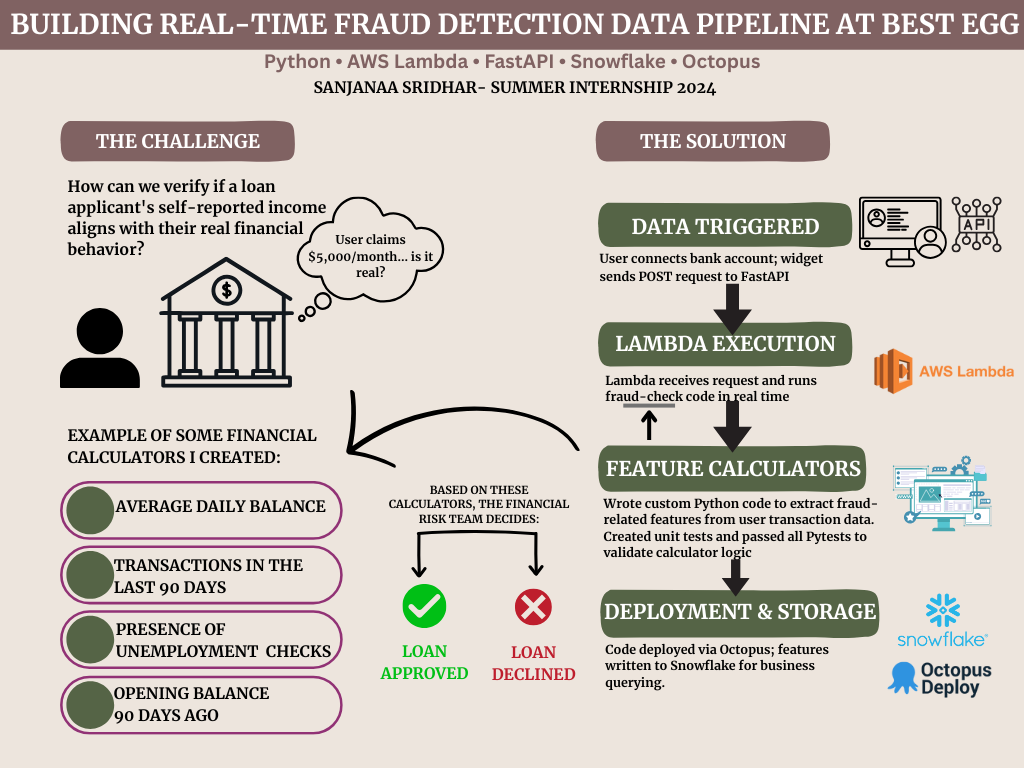 BUILDING REAL-TIME FRAUD DETECTION DATA PIPELINE AT BEST EGG
Python • AWS Lambda • FastAPI • Snowflake • Octopus
SANJANAA SRIDHAR- SUMMER INTERNSHIP 2024
THE CHALLENGE
How can we verify if a loan
applicant's self-reported income
aligns with their real financial
behavior?
User claims
$5,000/month... is it
real?
$
EXAMPLE OF SOME FINANCIAL
CALCULATORS I CREATED:
AVERAGE DAILY BALANCE
TRANSACTIONS IN THE
LAST 90 DAYS
PRESENCE OF
UNEMPLOYMENT CHECKS
OPENING BALANCE
90 DAYS AGO
BASED ON THESE
CALCULATORS, THE FINANCIAL
RISK TEAM DECIDES:
LOAN
APPROVED
LOAN
DECLINED
THE SOLUTION
DATA TRIGGERED
User connects bank account; widget
sends POST request to FastAPI
API
LAMBDA EXECUTION
Lambda receives request and runs
fraud-check code in real time
AWS Lambda
FEATURE CALCULATORS
Wrote custom Python code to extract fraud-
related features from user transaction data.
Created unit tests and passed all Pytests to
validate calculator logic
DEPLOYMENT & STORAGE
Code deployed via Octopus; features
written to Snowflake for business
querying.
snowflake®
Octopus
Deploy